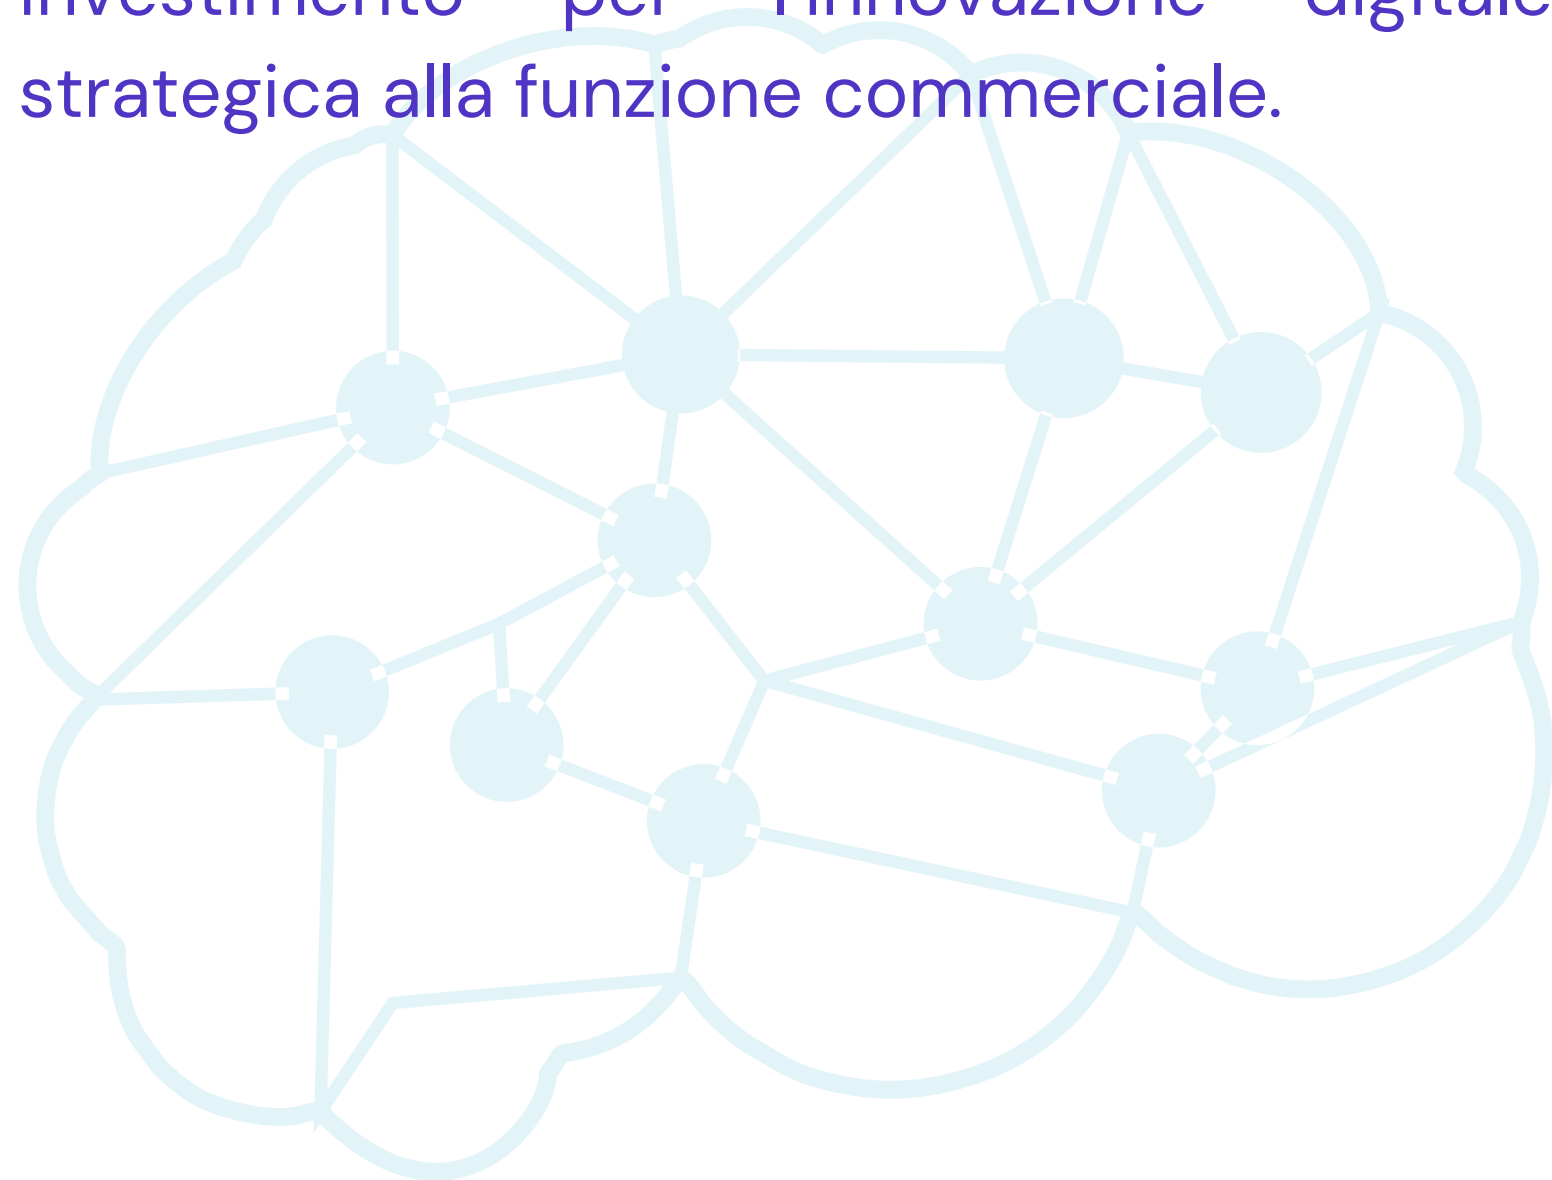 investimento per l'innovazione digitale
strategica alla funzione commerciale.